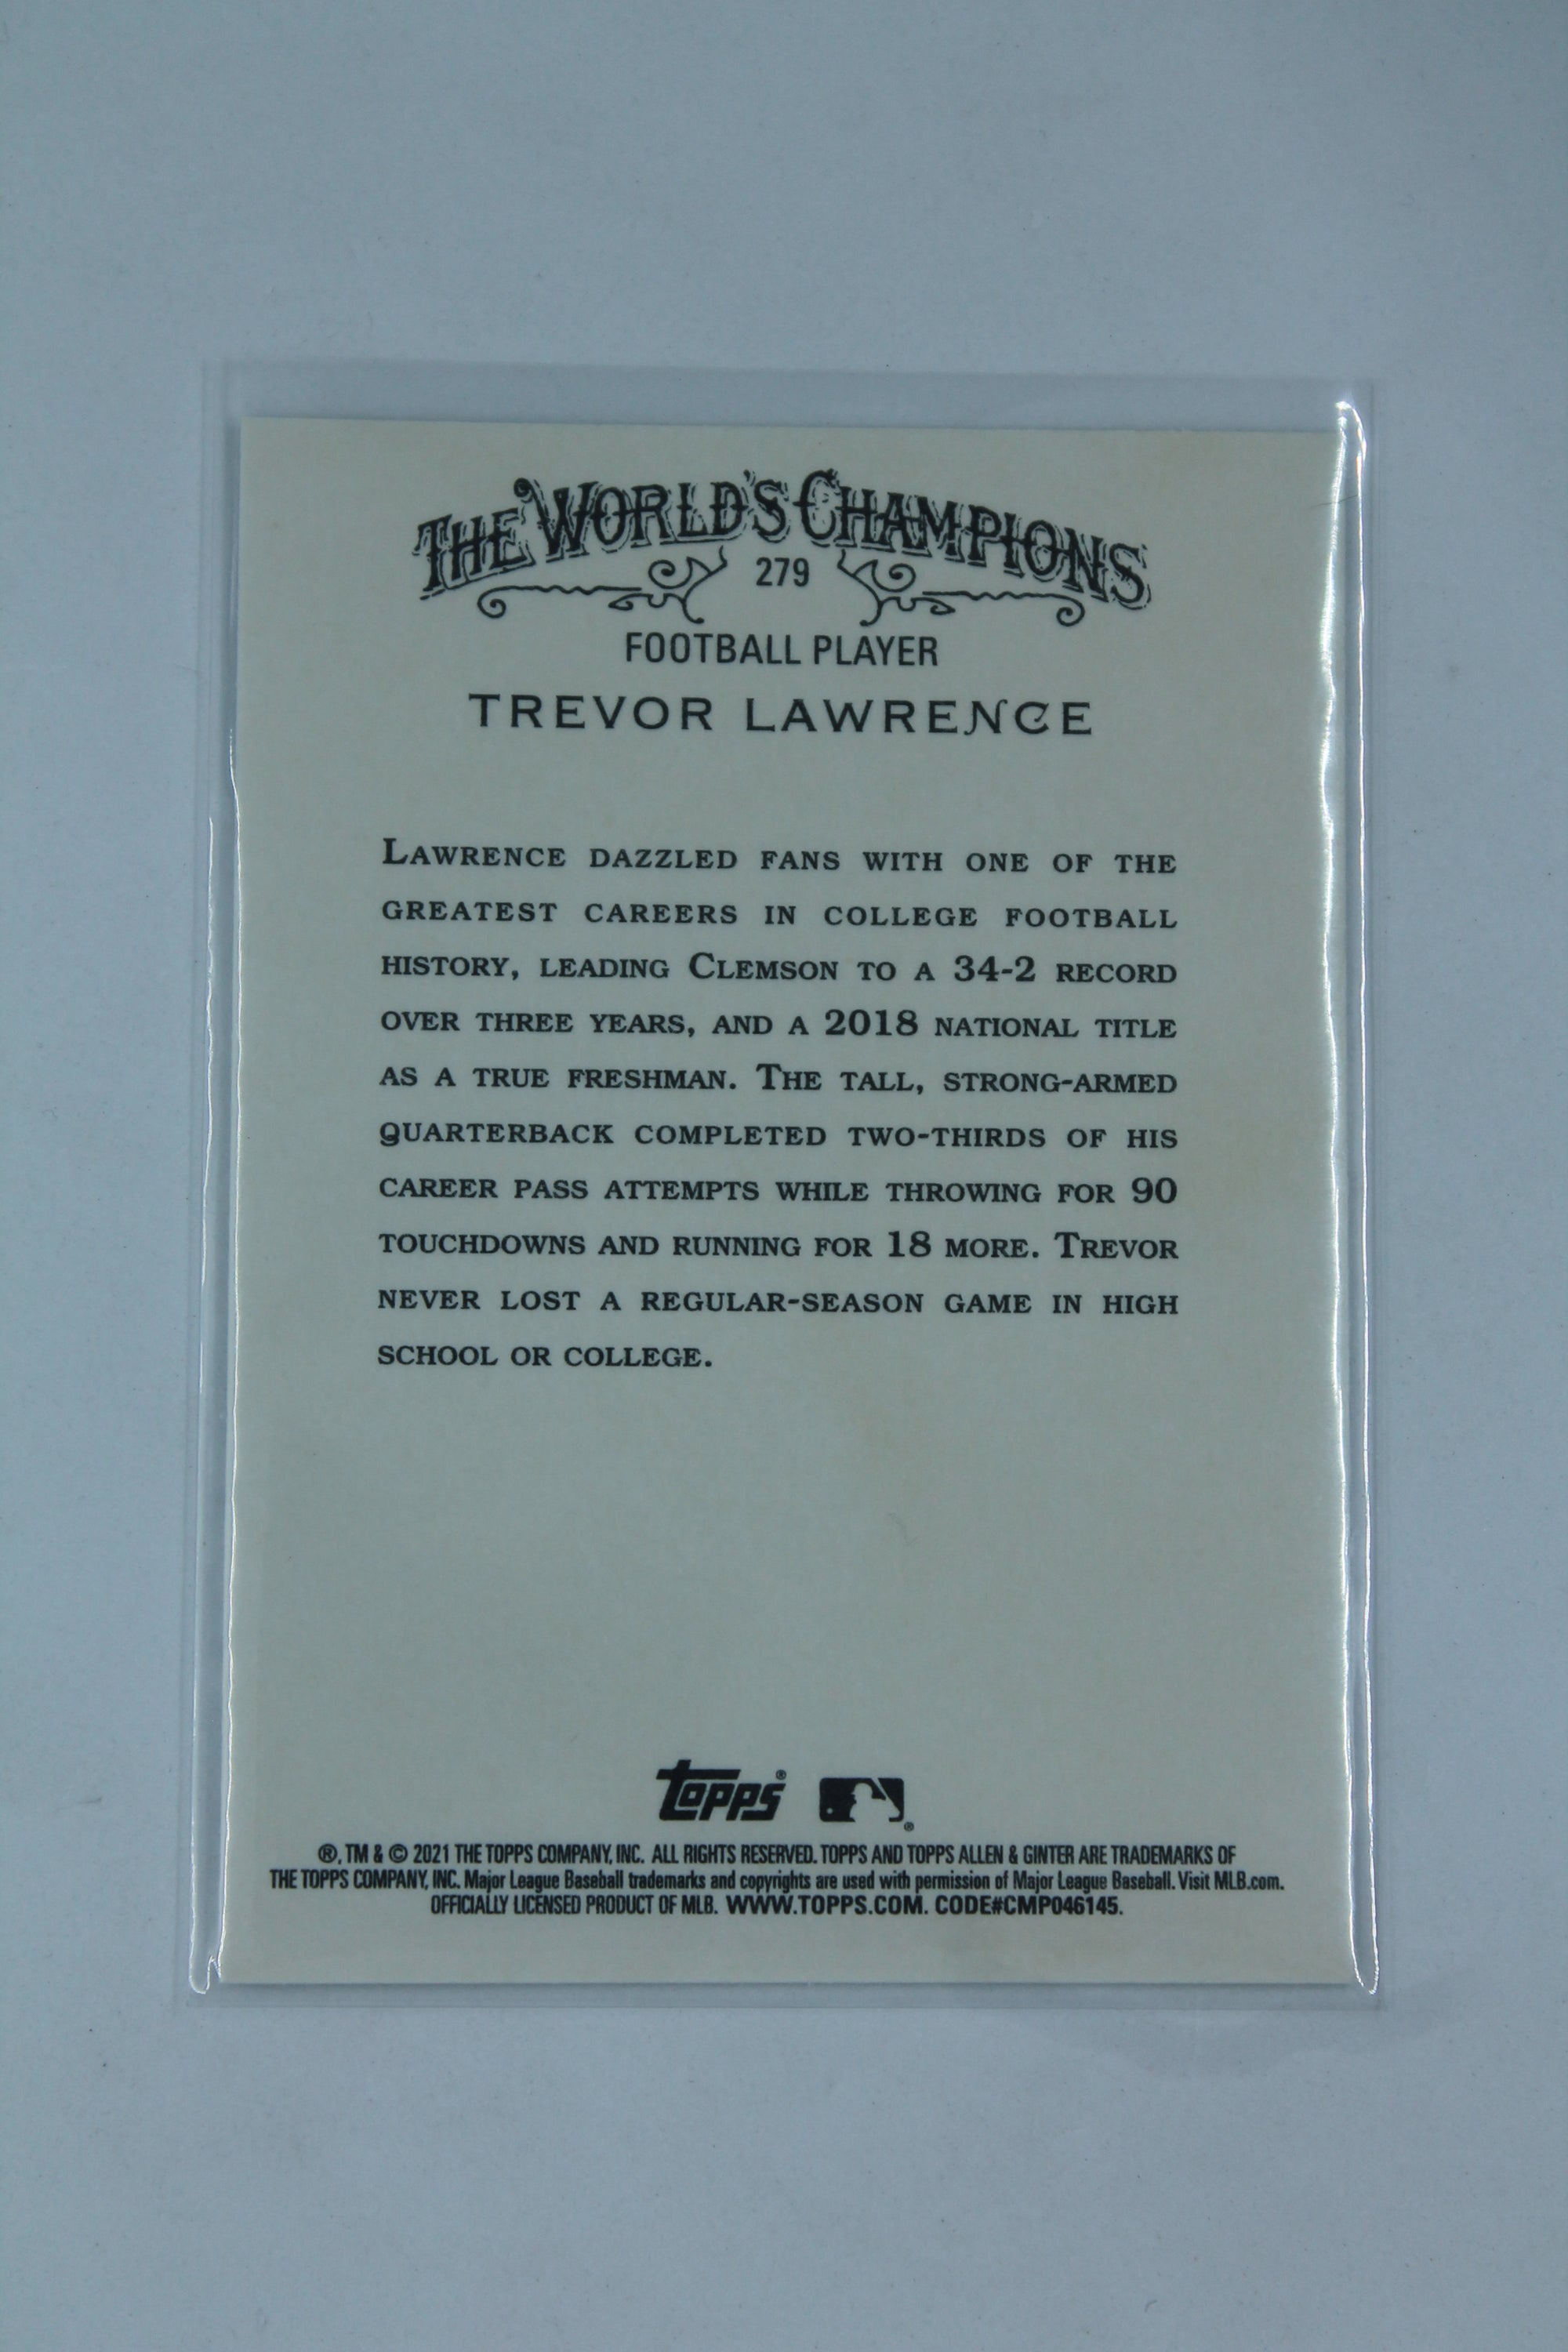 THE WORLD'S CHAMPIONS
279
FOOTBALL PLAYER
TREVOR LAWRENCE
LAWRENCE DAZZLED FANS WITH ONE OF THE
GREATEST CAREERS IN COLLEGE FOOTBALL
HISTORY, LEADING CLEMSON TO A 34-2 RECORD
OVER THREE YEARS, AND A 2018 NATIONAL TITLE
AS A TRUE FRESHMAN. THE TALL, STRONG-ARMED
QUARTERBACK COMPLETED TWO-THIRDS OF HIS
CAREER PASS ATTEMPTS WHILE THROWING FOR 90
TOUCHDOWNS AND RUNNING FOR 18 MORE. TREVOR
NEVER LOST A REGULAR-SEASON GAME IN HIGH
SCHOOL OR COLLEGE.
Topps® ®
®, TM & © 2021 THE TOPPS COMPANY, INC. ALL RIGHTS RESERVED. TOPPS AND TOPPS ALLEN & GINTER ARE TRADEMARKS OF
THE TOPPS COMPANY, INC. Major League Baseball trademarks and copyrights are used with permission of Major League Baseball. Visit MLB.com.
OFFICIALLY LICENSED PRODUCT OF MLB. WWW.TOPPS.COM. CODE#CMP046145.